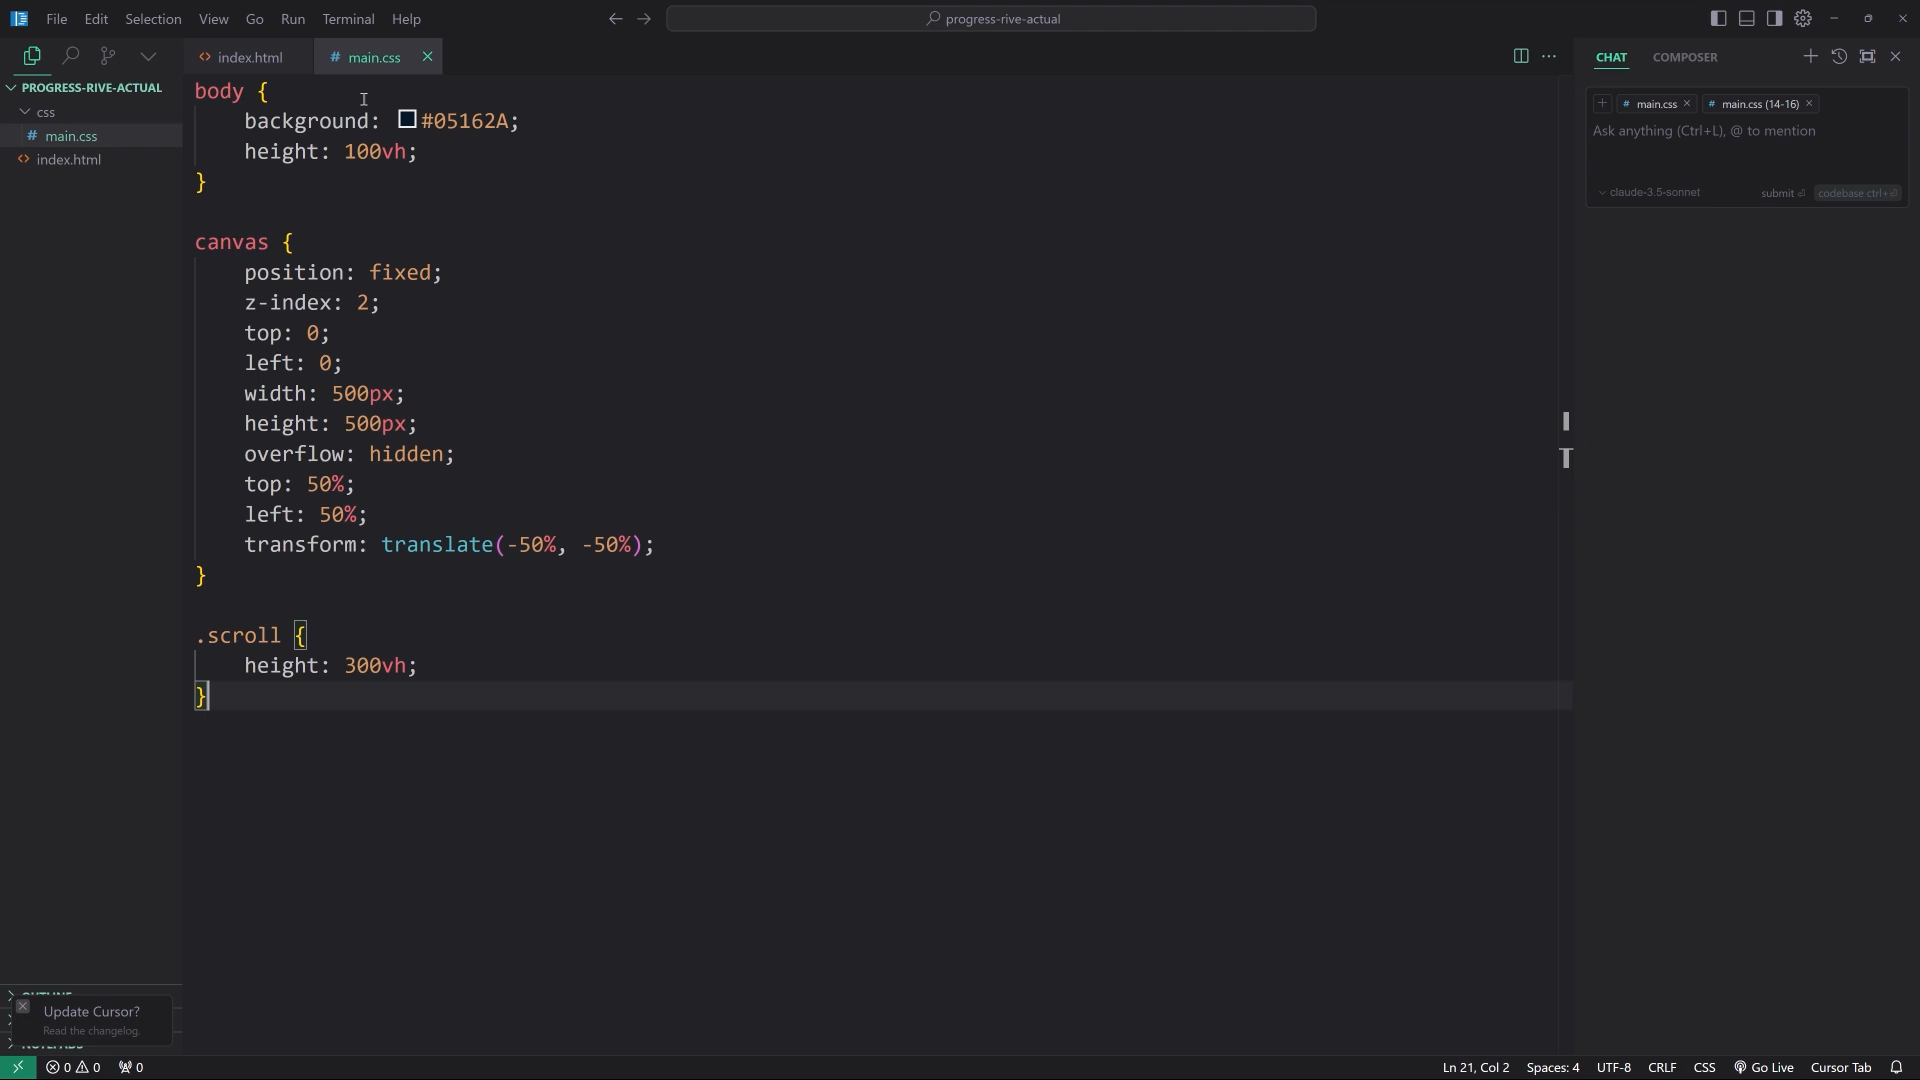 File Edit Selection View Go Run Terminal Help
progress-rive-actual
index.html
# main.css
CHAT COMPOSER
PROGRESS-RIVE-ACTUAL
css
# main.css
index.html
body {
background: #05162A;
height: 100vh;
}
canvas {
position: fixed;
z-index: 2;
top: 0;
left: 0;
width: 500px;
height: 500px;
overflow: hidden;
top: 50%;
left: 50%;
transform: translate(-50%, -50%);
}
.scroll {
height: 300vh;
}
# main.css # main.css (14-16)
Ask anything (Ctrl+L), @ to mention
claude-3.5-sonnet submit codebase ctrl+
Update Cursor?
Read the changelog.
0 0 0
Ln 21, Col 2 Spaces: 4 UTF-8 CRLF CSS Go Live Cursor Tab